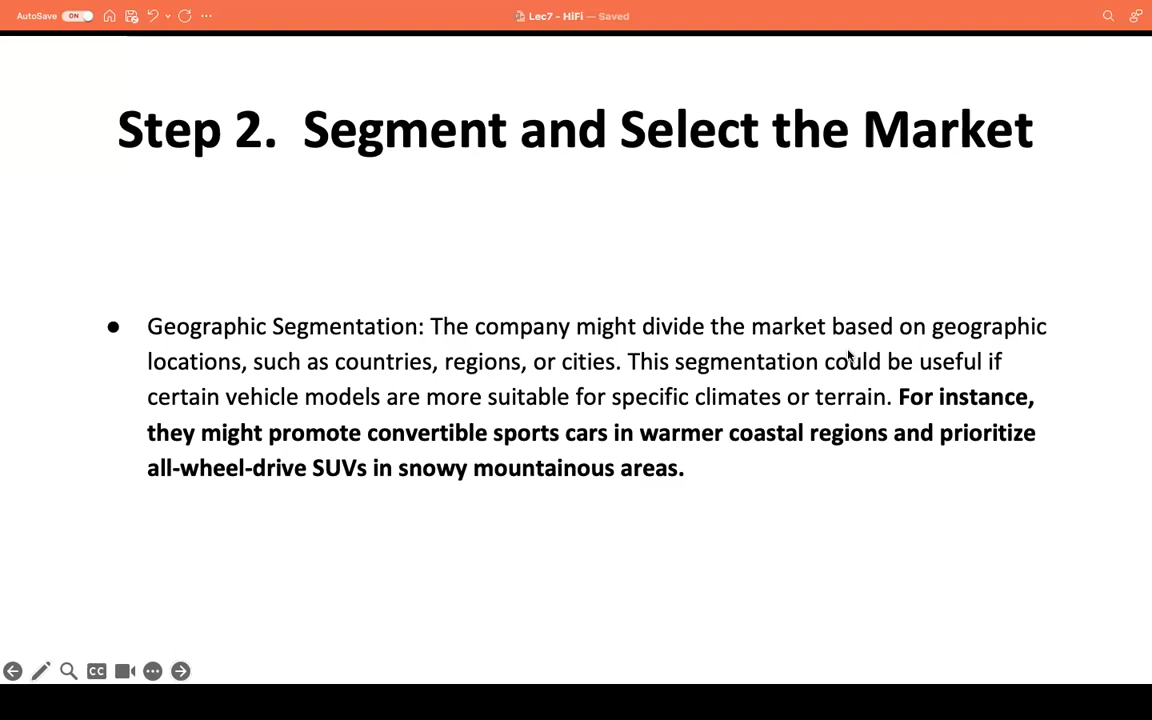 AutoSave ON
Lec7 - HiFi — Saved
Step 2. Segment and Select the Market
● Geographic Segmentation: The company might divide the market based on geographic
locations, such as countries, regions, or cities. This segmentation could be useful if
certain vehicle models are more suitable for specific climates or terrain. For instance,
they might promote convertible sports cars in warmer coastal regions and prioritize
all-wheel-drive SUVs in snowy mountainous areas.
CC